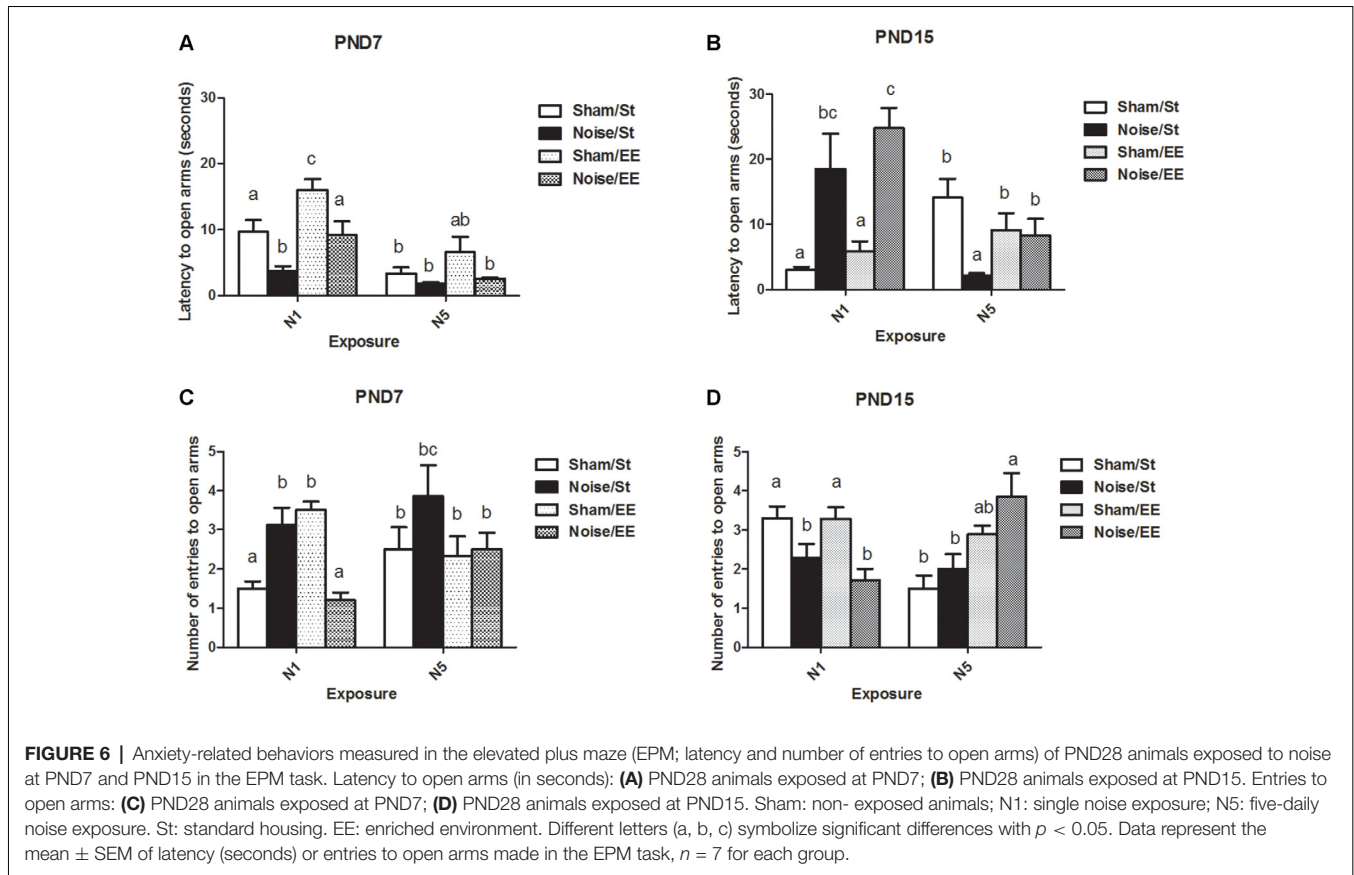 A
PND7
Latency to open arms (seconds)
30
20
10
0
a
b
c
a
b
b
ab
b
N1
N5
Exposure
Sham/St
Noise/St
Sham/EE
Noise/EE
B
PND15
Latency to open arms (seconds)
30
20
10
0
a
bc
a
c
b
a
b
b
N1
N5
Exposure
Sham/St
Noise/St
Sham/EE
Noise/EE
C
PND7
Number of entries to open arms
5
4
3
2
1
0
a
b
b
a
b
bc
b
b
N1
N5
Exposure
Sham/St
Noise/St
Sham/EE
Noise/EE
D
PND15
Number of entries to open arms
5
4
3
2
1
0
a
b
a
b
b
b
ab
a
N1
N5
Exposure
Sham/St
Noise/St
Sham/EE
Noise/EE
FIGURE 6 | Anxiety-related behaviors measured in the elevated plus maze (EPM; latency and number of entries to open arms) of PND28 animals exposed to noise
at PND7 and PND15 in the EPM task. Latency to open arms (in seconds): (A) PND28 animals exposed at PND7; (B) PND28 animals exposed at PND15. Entries to
open arms: (C) PND28 animals exposed at PND7; (D) PND28 animals exposed at PND15. Sham: non- exposed animals; N1: single noise exposure; N5: five-daily
noise exposure. St: standard housing. EE: enriched environment. Different letters (a, b, c) symbolize significant differences with p < 0.05. Data represent the
mean ± SEM of latency (seconds) or entries to open arms made in the EPM task, n = 7 for each group.